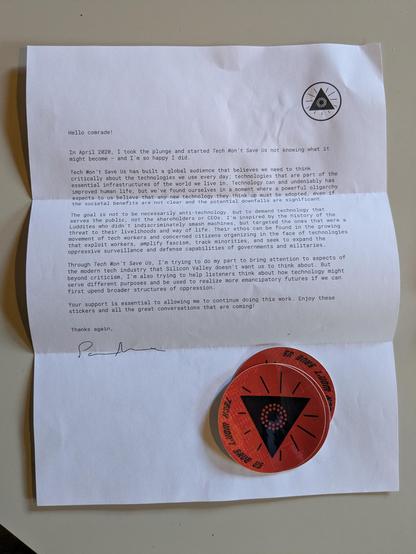 Hello comrade!
In April 2020, I took the plunge and started Tech Won't Save Us not knowing what it
might become - and I'm so happy I did.
Tech Won't Save Us has built a global audience that believes we need to think
critically about the technologies we use every day; technologies that are part of the
essential infrastructures of the world we live in. Technology can and undeniably has
improved human life, but we've found ourselves in a moment where a powerful oligarchy
expects us to believe that any new technology they push out must be adopted, even if
the societal benefits are not clear and the potential downfalls are significant
The goal is not to be necessarily anti-technology, but to demand technology that
serves the public, not the shareholders or CEOs. I'm inspired by the history of the
Luddites who didn't indiscriminately smash machines, but targeted the ones that were a
threat to their livelihoods and way of life. Their ethics can be found in the growing
movement of tech workers and concerned citizens organizing in the face of technologies
that exploit workers, amplify fascism, track minorities, and seek to expand the
oppressive surveillance and defense capabilities of governments and militaries.
Through Tech Won't Save Us, I'm trying to do my part to bring attention to aspects of
the modern tech industry that Silicon Valley doesn't want us to think about. But
beyond criticism, I'm also trying to help listeners think about how technology might
serve different purposes and be used to realize more emancipatory futures if we can
first upend broader structures of oppression.
Your support is essential to allowing me to continue doing this work. Enjoy these
stickers and all the great conversations that are coming!
Thanks again,
TECH WON'T SAVE US